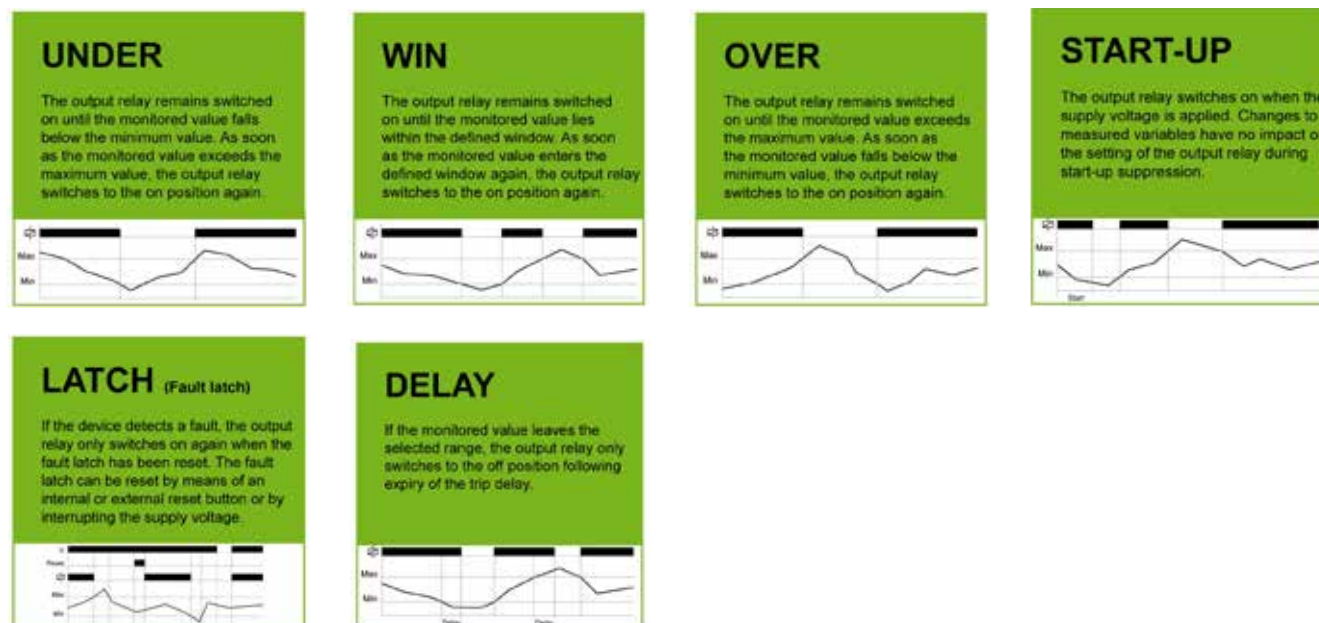 UNDER
The output relay remains switched
on until the monitored value falls
below the minimum value. As soon
as the monitored value exceeds the
maximum value, the output relay
switches to the on position again.
Max
Min
WIN
The output relay remains switched
on until the monitored value lies
within the defined window. As soon
as the monitored value enters the
defined window again, the output relay
switches to the on position again.
Max
Min
OVER
The output relay remains switched
on until the monitored value exceeds
the maximum value. As soon as
the monitored value falls below the
minimum value, the output relay
switches to the on position again.
Max
Min
START-UP
The output relay switches on when the
supply voltage is applied. Changes to
measured variables have no impact o
the setting of the output relay during
start-up suppression.
Max
Min
Start
LATCH (Fault latch)
If the device detects a fault, the output
relay only switches on again when the
fault latch has been reset. The fault
latch can be reset by means of an
internal or external reset button or by
interrupting the supply voltage.
Reset
Max
Min
DELAY
If the monitored value leaves the
selected range, the output relay only
switches to the off position following
expiry of the trip delay.
Max
Min